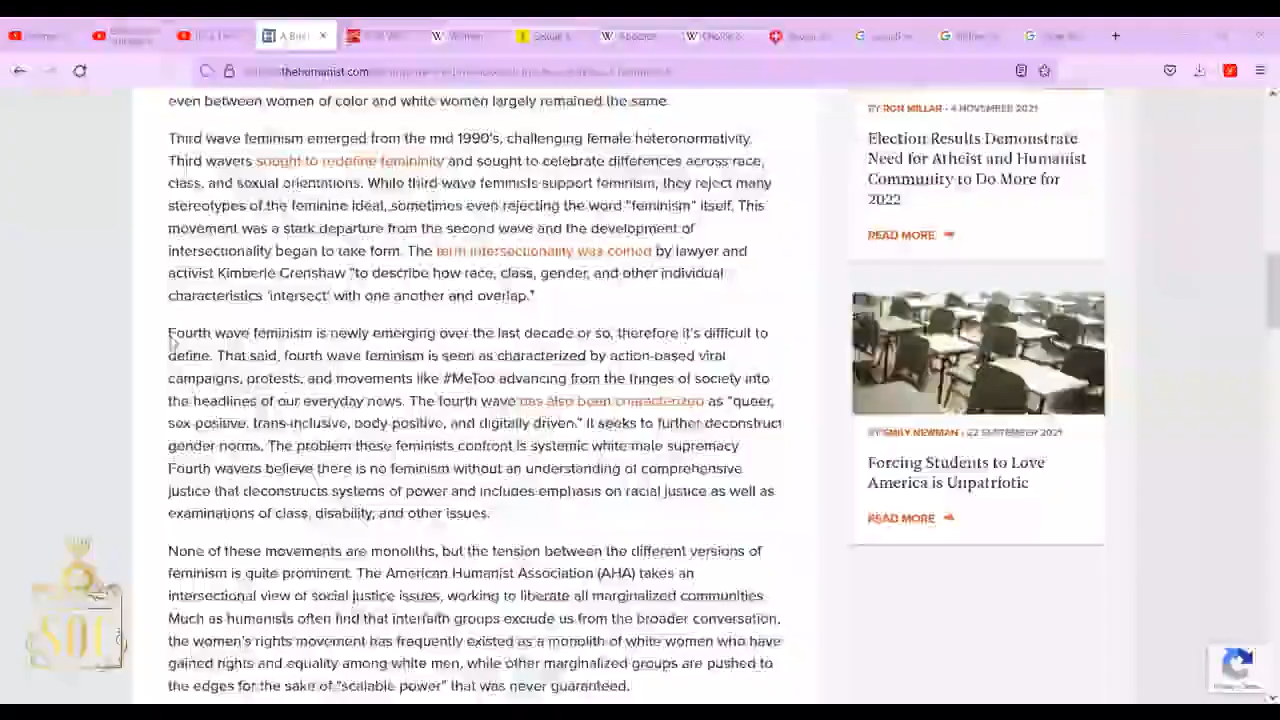 A Brie
W Women
thehumanist.com
even between women of color and white women largely remained the same.
Third wave feminism emerged from the mid 1990's, challenging female heteronormativity.
Third wavers sought to redefine femininity and sought to celebrate differences across race,
class, and sexual orientations. While third wave feminists support feminism, they reject many
stereotypes of the feminine ideal, sometimes even rejecting the word "feminism" itself. This
movement was a stark departure from the second wave and the development of
intersectionality began to take form. The term intersectionality was coined by lawyer and
activist Kimberlé Crenshaw "to describe how race, class, gender, and other individual
characteristics 'intersect' with one another and overlap."
Fourth wave feminism is newly emerging over the last decade or so, therefore it's difficult to
define. That said, fourth wave feminism is seen as characterized by action-based viral
campaigns, protests, and movements like #MeToo advancing from the fringes of society into
the headlines of our everyday news. The fourth wave has also been characterized as "queer,
sex-positive, trans-inclusive, body-positive, and digitally driven." It seeks to further deconstruct
gender norms. The problem these feminists confront is systemic white male supremacy
Fourth wavers believe there is no feminism without an understanding of comprehensive
justice that deconstructs systems of power and includes emphasis on racial justice as well as
examinations of class, disability, and other issues.
None of these movements are monoliths, but the tension between the different versions of
feminism is quite prominent. The American Humanist Association (AHA) takes an
intersectional view of social justice issues, working to liberate all marginalized communities.
Much as humanists often find that interfaith groups exclude us from the broader conversation,
the women's rights movement has frequently existed as a monolith of white women who have
gained rights and equality among white men, while other marginalized groups are pushed to
the edges for the sake of "scalable power" that was never guaranteed.
BY RON MILLAR • 4 NOVEMBER 2021
Election Results Demonstrate
Need for Atheist and Humanist
Community to Do More for
2022
READ MORE
BY EMILY NEWMAN • 22 SEPTEMBER 2021
Forcing Students to Love
America is Unpatriotic
READ MORE